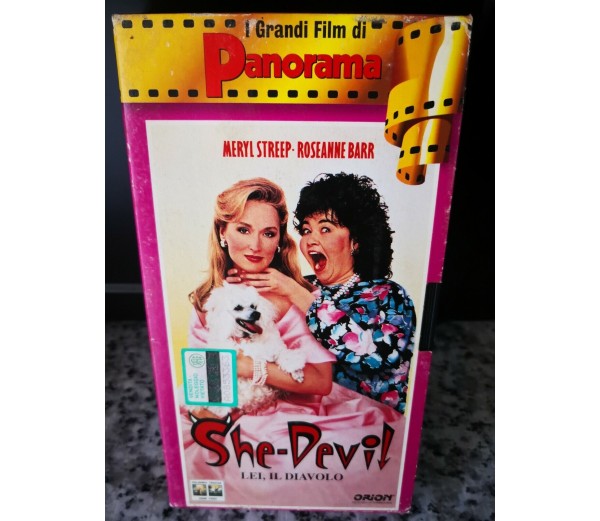 I Grandi Film di
Panorama
MERYL STREEP - ROSEANNE BARR
She-Devil
LEI, IL DIAVOLO
ORION